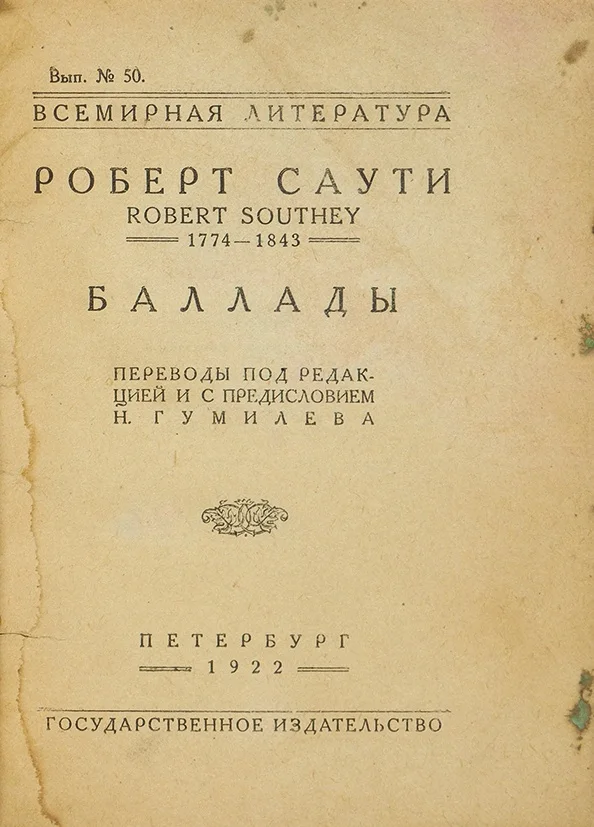 Вып. № 50.
ВСЕМИРНАЯ ЛИТЕРАТУРА
РОБЕРТ САУТИ
ROBERT SOUTHEY
1774—1843
БАЛЛАДЫ
ПЕРЕВОДЫ ПОД РЕДАК-
ЦИЕЙ И С ПРЕДИСЛОВИЕМ
Н. ГУМИЛЕВА
ПЕТЕРБУРГ
1922
ГОСУДАРСТВЕННОЕ ИЗДАТЕЛЬСТВО